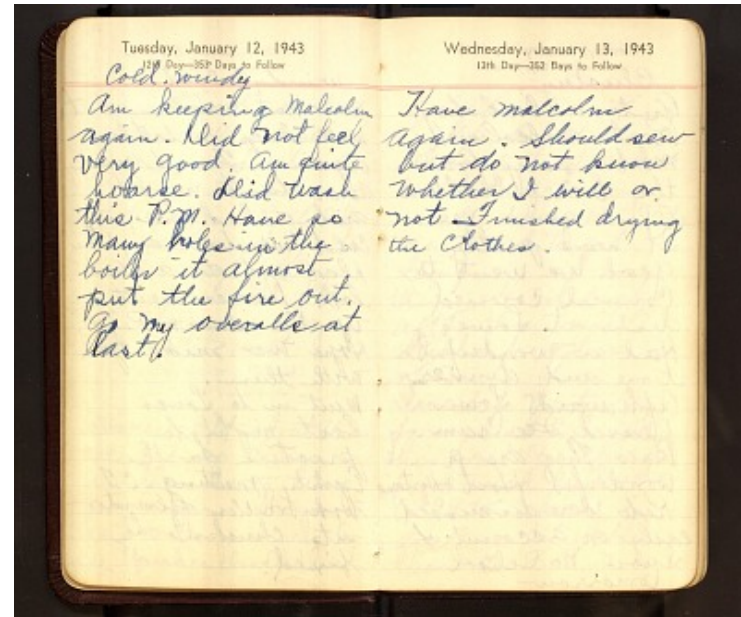 Tuesday, January 12, 1943
12th Day—353 Days to Follow
Cold. windy
Am keeping Malcolm
again. Did not feel
very good. Am quite
hoarse. Did wash
this P.M. Have so
many holes in the
boiler it almost
put the fire out.
my overalls at
last.
Wednesday, January 13, 1943
13th Day—352 Days to Follow
Have malcolm
again. Should sew
but do not know
whether I will or
not - Finished drying
the Clothes.